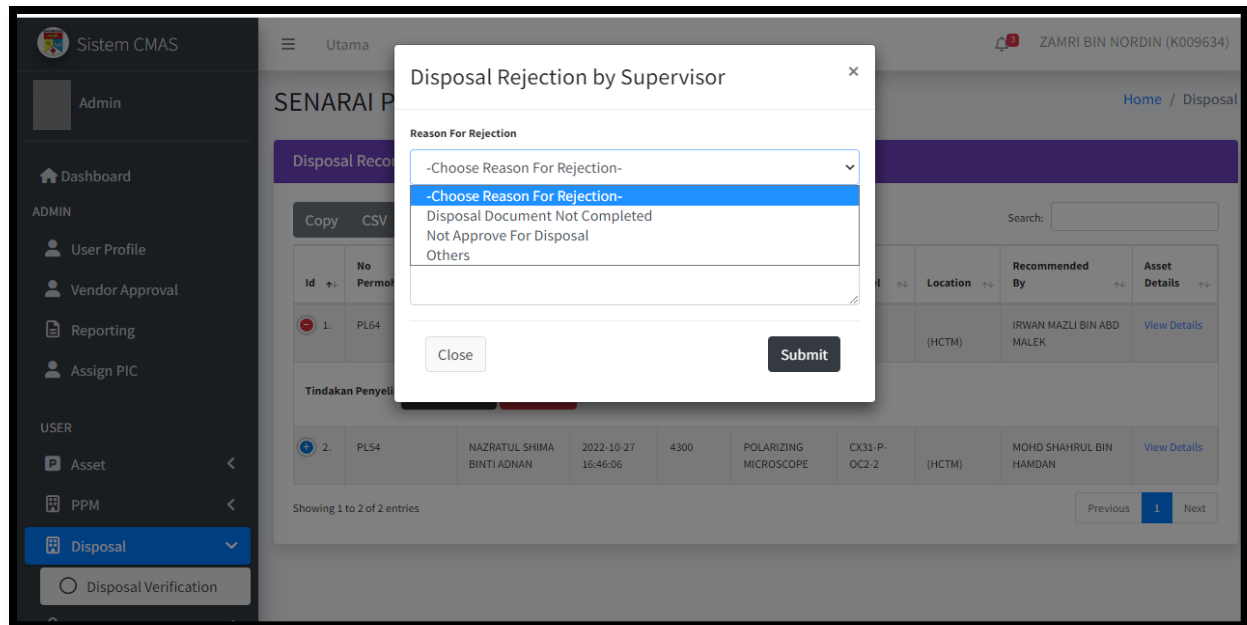 Sistem CMAS
Utama
3
ZAMRI BIN NORDIN (K009634)
Admin
SENARAI P
Home / Disposal
Disposal Rejection by Supervisor
×
Reason For Rejection
-Choose Reason For Rejection-
-Choose Reason For Rejection-
Disposal Document Not Completed
Not Approve For Disposal
Others
Close
Submit
Disposal Recor
Dashboard
ADMIN
User Profile
Vendor Approval
Reporting
Assign PIC
USER
P Asset
PPM
Disposal
Disposal Verification
Copy CSV
Search:
Id No Location Recommended Asset
By Details
1. PL64 (HCTM) IRWAN MAZLI BIN ABD MALEK View Details
Tindakan
2. PL54 NAZRATUL SHIMA BINTI ADNAN 2022-10-27 16:46:06 4300 POLARIZING MICROSCOPE CX31-P-OC2-2 (HCTM) MOHD SHAHRUL BIN HAMDAN View Details
Showing 1 to 2 of 2 entries
Previous 1 Next